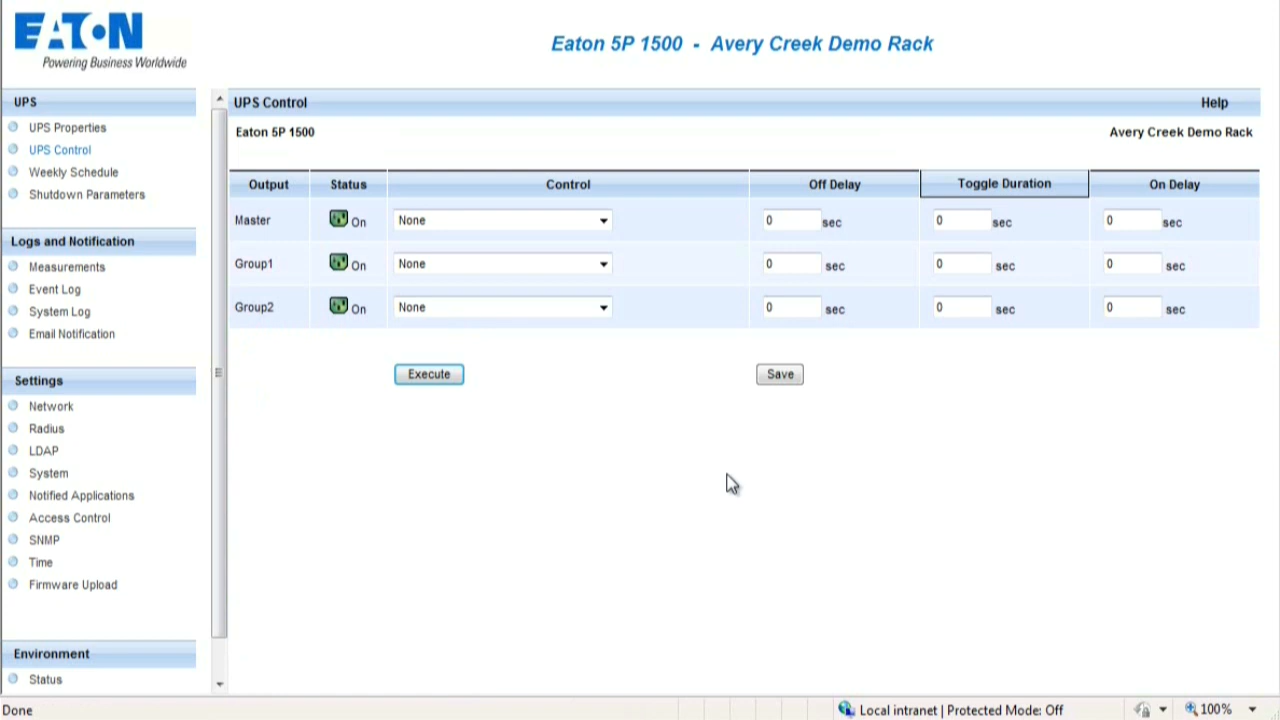 EATON
Powering Business Worldwide
Eaton 5P 1500 - Avery Creek Demo Rack
UPS
UPS Properties
UPS Control
Weekly Schedule
Shutdown Parameters
Logs and Notification
Measurements
Event Log
System Log
Email Notification
Settings
Network
Radius
LDAP
System
Notified Applications
Access Control
SNMP
Time
Firmware Upload
Environment
Status
UPS Control Help
Eaton 5P 1500 Avery Creek Demo Rack
Output Status Control Off Delay Toggle Duration On Delay
Master On None 0 sec 0 sec 0 sec
Group1 On None 0 sec 0 sec 0 sec
Group2 On None 0 sec 0 sec 0 sec
Execute Save
Done Local intranet | Protected Mode: Off 100%